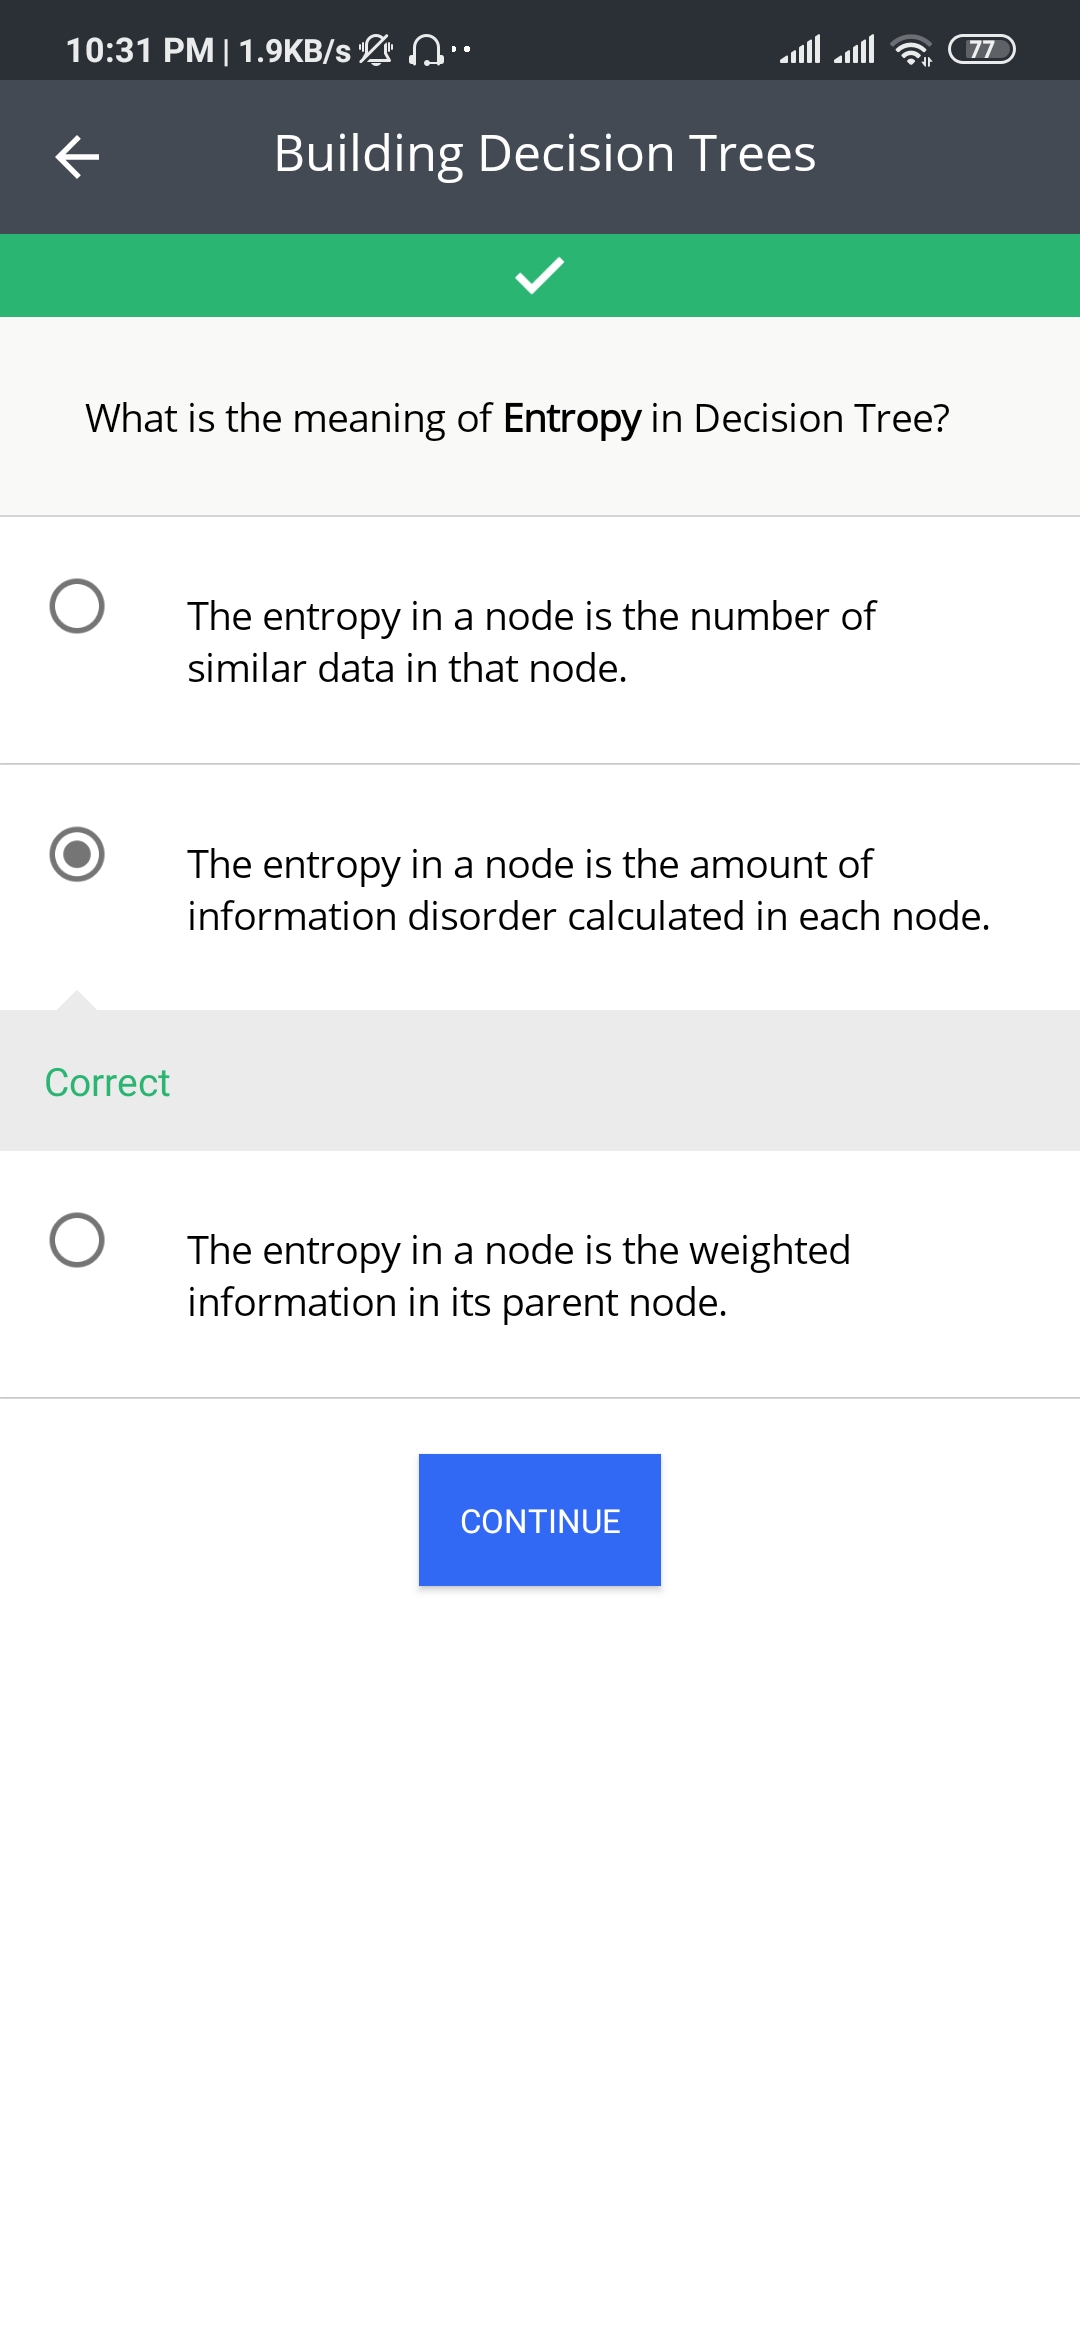 10:31 PM | 1.9KB/s
77
Building Decision Trees
What is the meaning of Entropy in Decision Tree?
The entropy in a node is the number of
similar data in that node.
The entropy in a node is the amount of
information disorder calculated in each node.
Correct
The entropy in a node is the weighted
information in its parent node.
CONTINUE